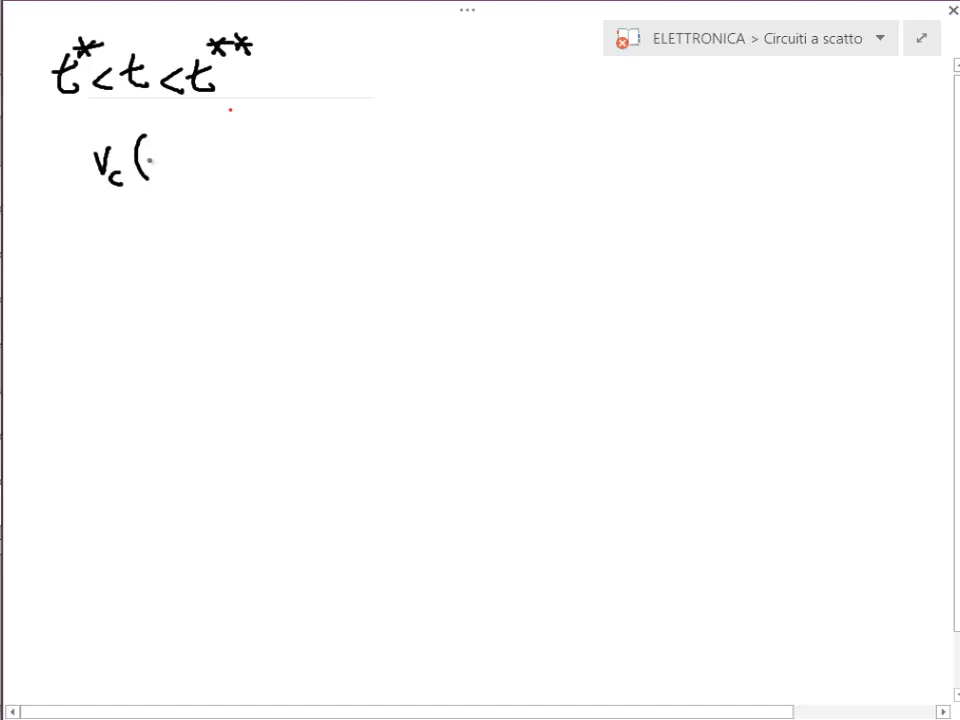 ELETTRONICA > Circuiti a scatto
t* < t < t**
vc (